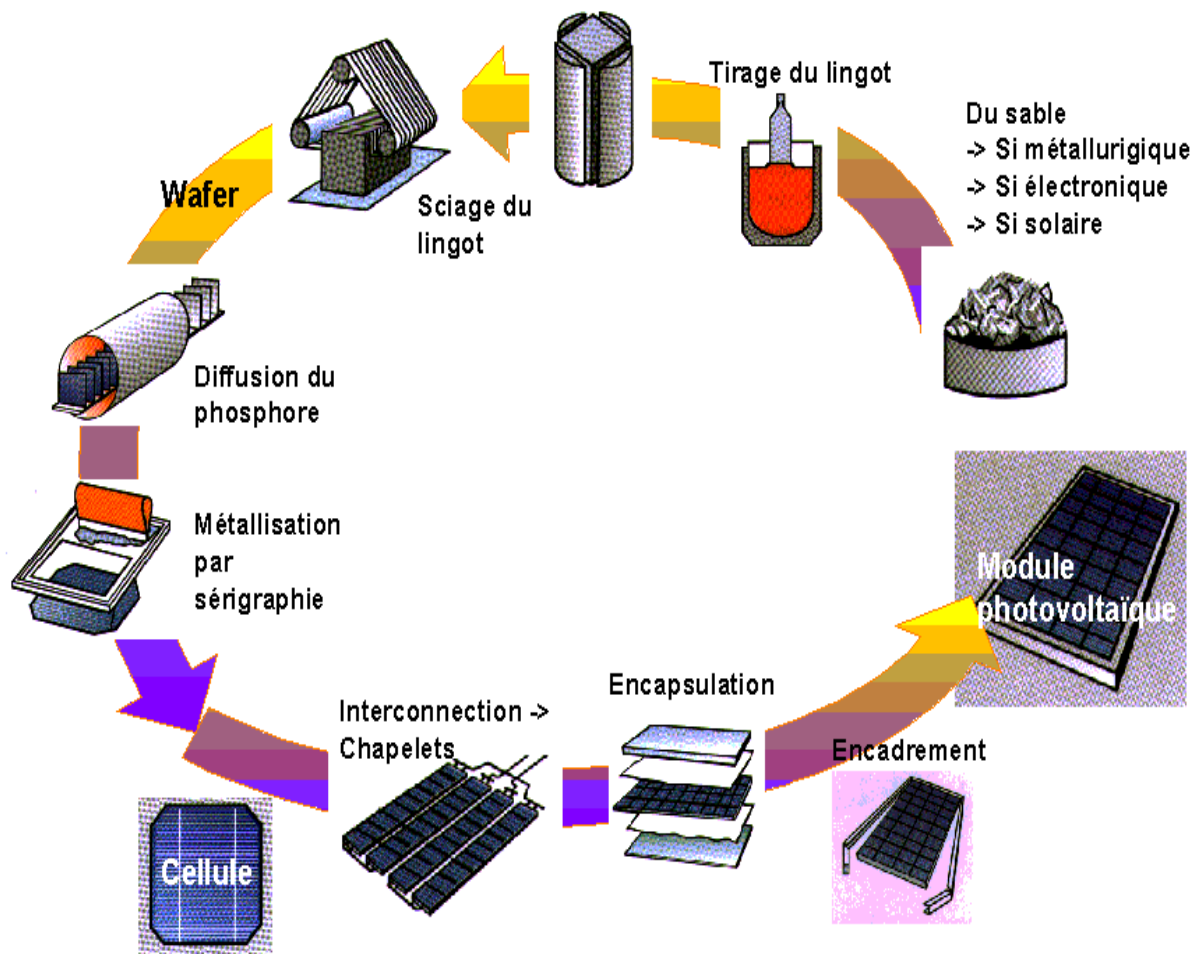 Tirage du lingot
Du sable
-> Si métallurigique
-> Si électronique
-> Si solaire
Sciage du
lingot
Wafer
Diffusion du
phosphore
Métallisation
par
sérigraphie
Cellule
Interconnection ->
Chapelets
Encapsulation
Encadrement
Module
photovoltaïque